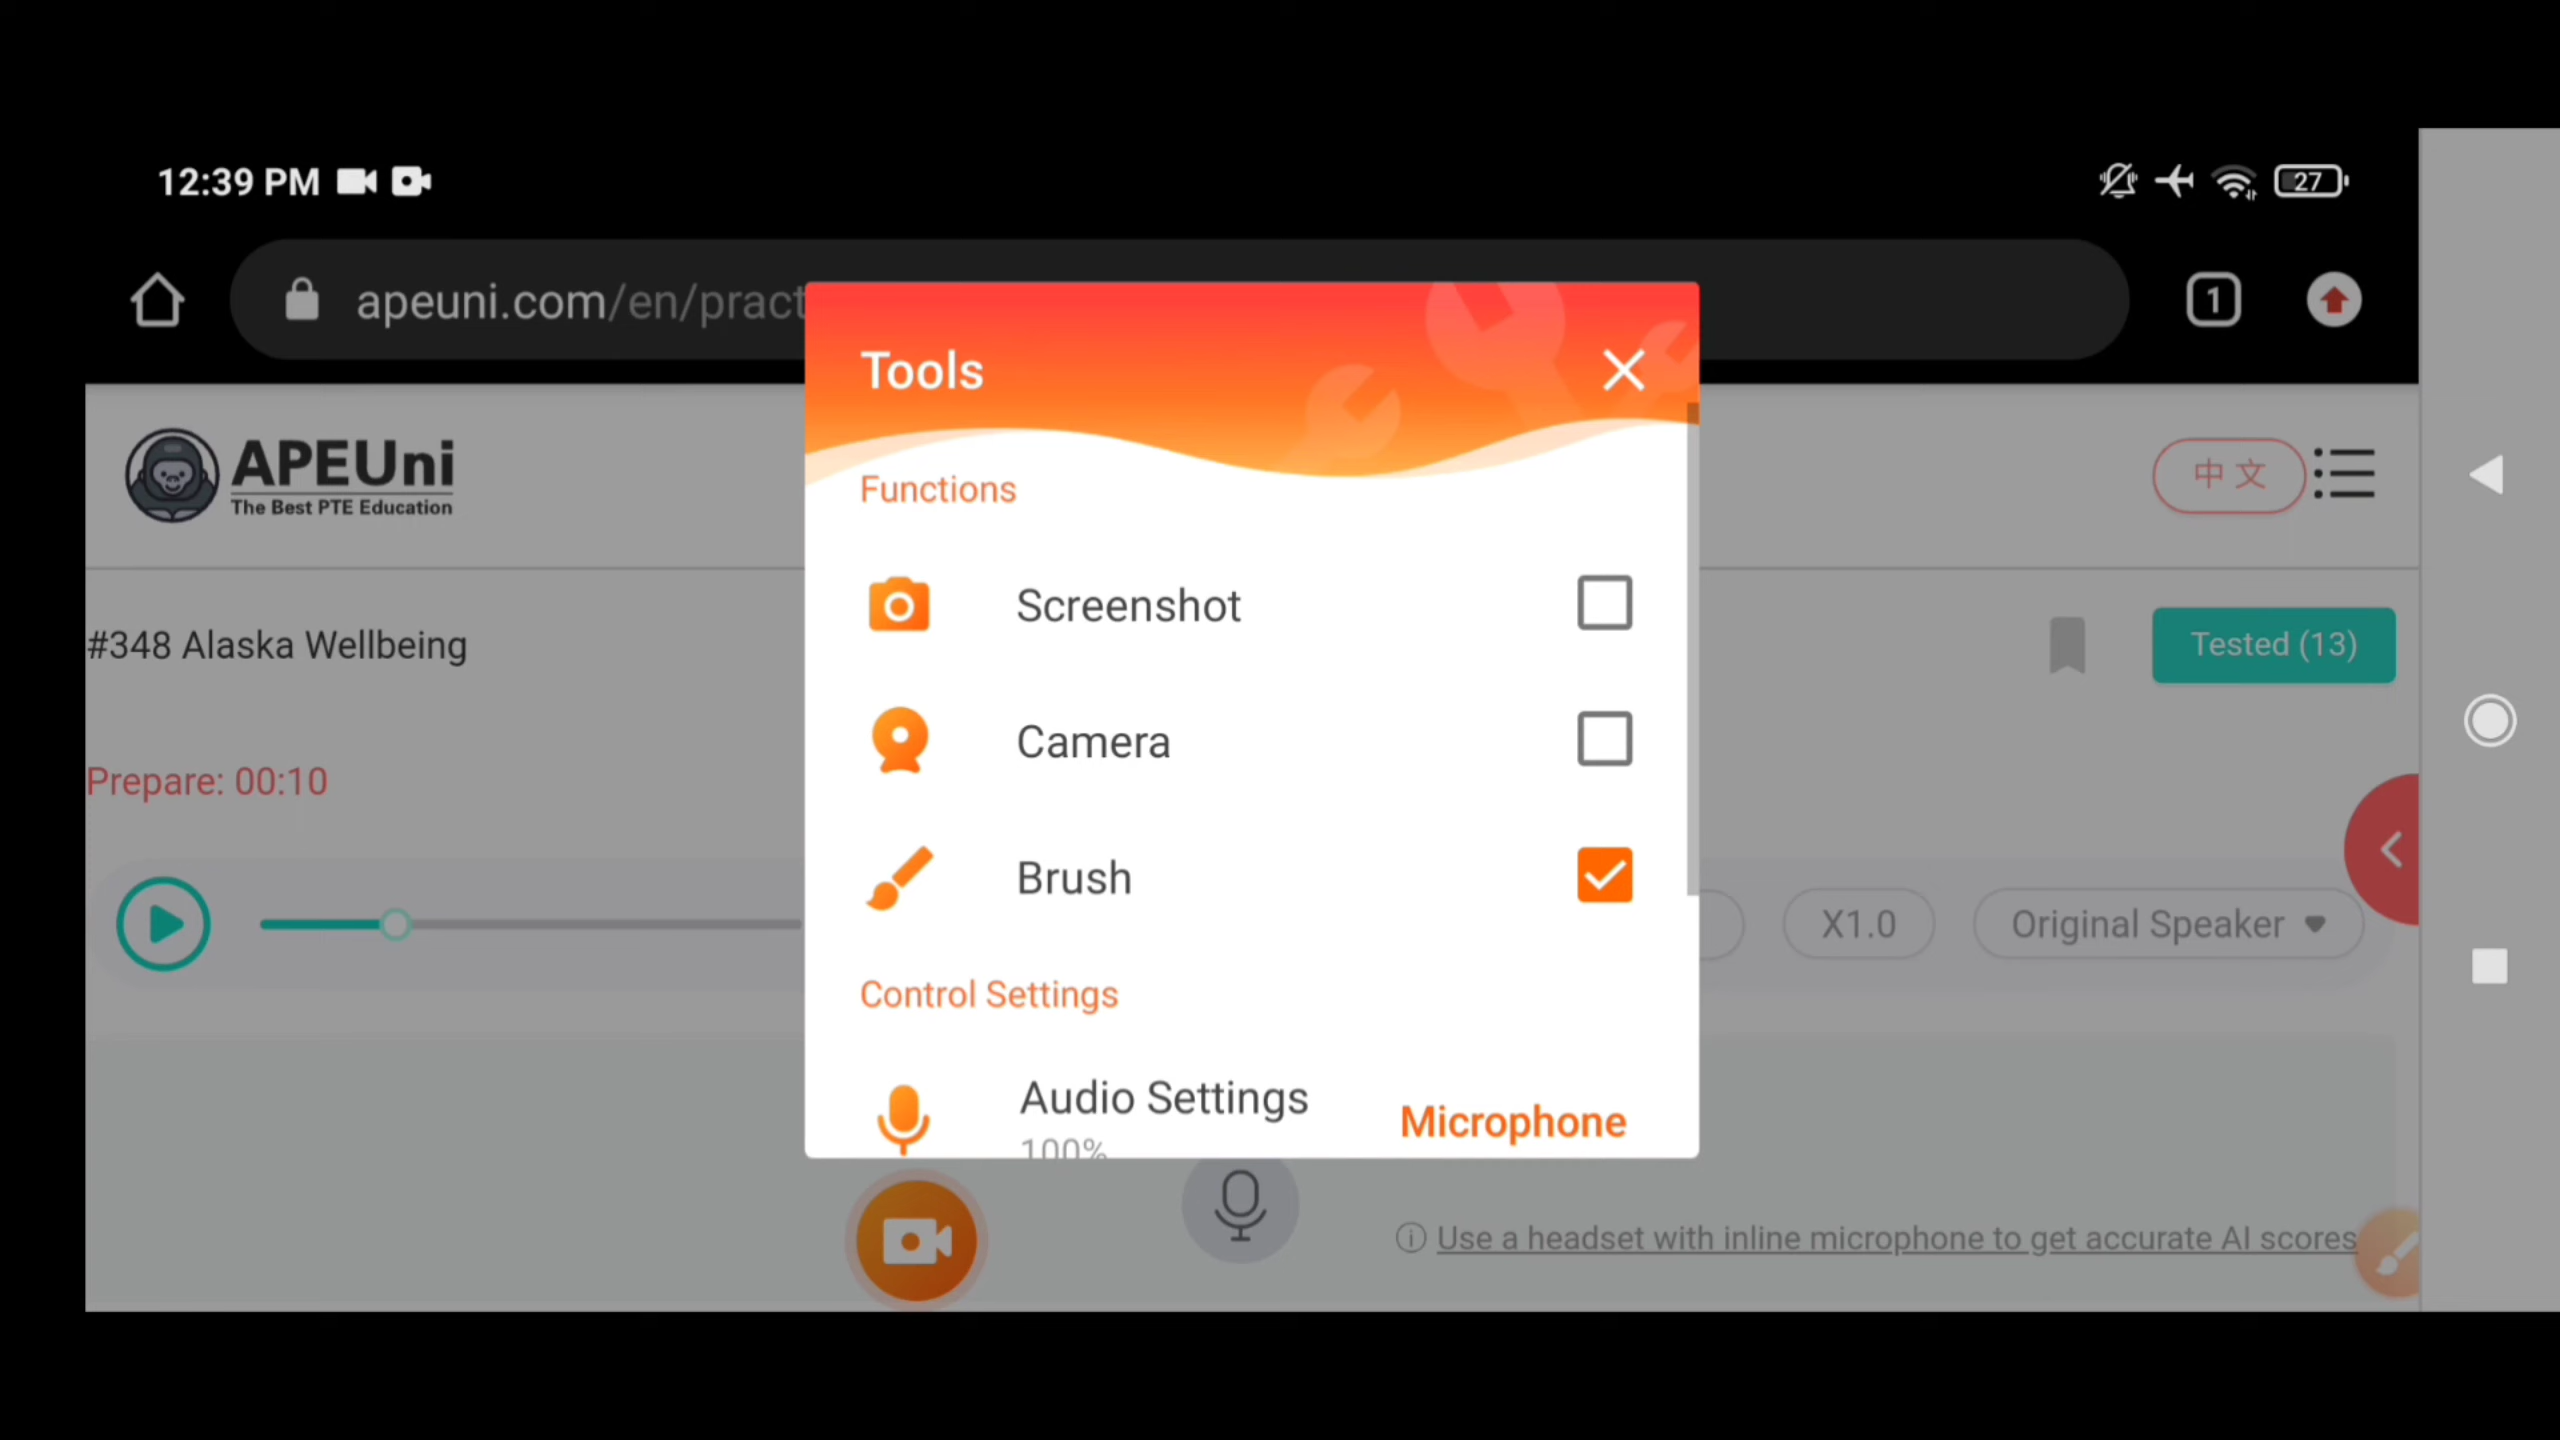 12:39 PM
27
apeuni.com/en/pract
1
Tools
APEUni
The Best PTE Education
中文
Functions
Screenshot
#348 Alaska Wellbeing
Tested (13)
Camera
Prepare: 00:10
Brush
X1.0
Original Speaker
Control Settings
Audio Settings
Microphone
100%
Use a headset with inline microphone to get accurate AI scores